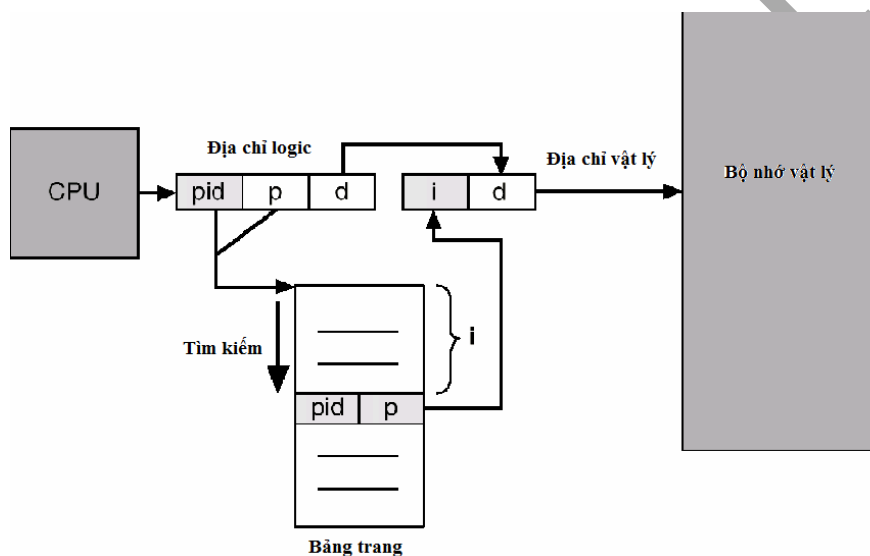 Địa chỉ logic
Địa chỉ vật lý
Bộ nhớ vật lý
CPU
pid p d
i d
Tìm kiếm
i
pid p
Bảng trang